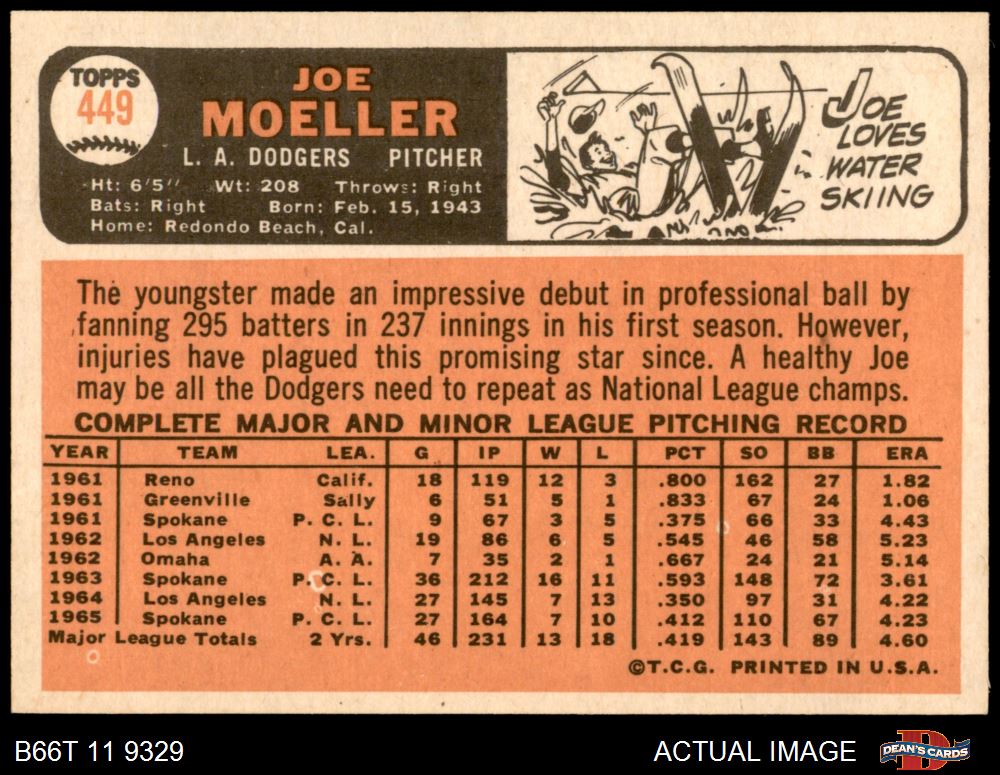 TOPPS
449
JOE
MOELLER
L. A. DODGERS PITCHER
Ht: 6'5" Wt: 208 Throws: Right
Bats: Right Born: Feb. 15, 1943
Home: Redondo Beach, Cal.
JOE
LOVES
WATER
SKIING
The youngster made an impressive debut in professional ball by
fanning 295 batters in 237 innings in his first season. However,
injuries have plagued this promising star since. A healthy Joe
may be all the Dodgers need to repeat as National League champs.
COMPLETE MAJOR AND MINOR LEAGUE PITCHING RECORD
YEAR TEAM LEA. G IP W L PCT SO BB ERA
1961 Reno Calif. 18 119 12 3 .800 162 27 1.82
1961 Greenville Sally 6 51 5 1 .833 67 24 1.06
1961 Spokane P. C. L. 9 67 3 5 .375 66 33 4.43
1962 Los Angeles N. L. 19 86 6 5 .545 46 58 5.23
1962 Omaha A. A. 7 35 2 1 .667 24 21 5.14
1963 Spokane P. C. L. 36 212 16 11 .593 148 72 3.61
1964 Los Angeles N. L. 27 145 7 13 .350 97 31 4.22
1965 Spokane P. C. L. 27 164 7 10 .412 110 67 4.23
Major League Totals 2 Yrs. 46 231 13 18 .419 143 89 4.60
©T.C.G. PRINTED IN U.S.A.
B66T 11 9329 ACTUAL IMAGE DEAN'S CARDS